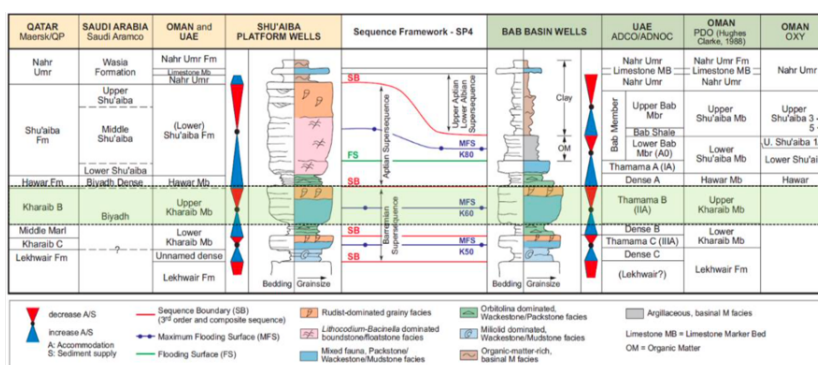 QATAR
Maersk/QP
SAUDI ARABIA
Saudi Aramco
OMAN and
UAE
SHU'AIBA
PLATFORM WELLS
Sequence Framework - SP4
BAB BASIN WELLS
UAE
ADCO/ADNOC
OMAN
PDO (Hughes
Clarke, 1988)
OMAN
OXY
Nahr
Umr
Shu'aiba
Fm
Hawar Fm
Kharaib B
Middle Marl
Kharaib C
Lekhwair Fm
Wasia
Formation
Upper
Shu'aiba
Middle
Shu'aiba
Lower Shu'aiba
Biyadh Dense
Biyadh
?
Nahr Umr Fm
Limestone Mb
Nahr Umr
(Lower)
Shu'aiba Fm
Hawar Mb
Upper
Kharaib Mb
Lower
Kharaib Mb
Unnamed dense
Lekhwair Fm
Bedding
Grainsize
SB
FS
SB
SB
SB
Aptian Supersequence
Barremian
Supersequence
Upper Aptian
Lower Albian
Supersequence
MFS
K80
MFS
K60
MFS
K50
Clay
OM
Bedding
Grainsize
Nahr Umr
Limestone MB
Nahr Umr
Bab Member
Upper Bab
Mbr
Bab Shale
Lower Bab
Mbr (A0)
Thamama A (IA)
Dense A
Thamama B
(IIA)
Dense B
Thamama C (IIIA)
Dense C
(Lekhwair?)
Nahr Umr Fm
Limestone MB
Nahr Umr
Upper
Shu'aiba Mb
Lower
Shu'aiba Mb
Hawar Mb
Upper
Kharaib Mb
Lower
Kharaib Mb
Lekhwair Fm
Nahr Umr
Upper
Shu'aiba 3
U. Shu'aiba 1
Lower Shu'ai
Hawar
decrease A/S
increase A/S
A: Accommodation
S: Sediment supply
Sequence Boundary (SB)
(3rd order and composite sequence)
Maximum Flooding Surface (MFS)
Flooding Surface (FS)
Rudist-dominated grainy facies
Lithocodium-Bacinella dominated
boundstone/floatstone facies
Mixed fauna, Packstone/
Wackestone/Mudstone facies
Orbitolina dominated,
Wackestone/Packstone facies
Miliolid dominated,
Wackestone/Mudstone facies
Organic-matter-rich,
basinal M facies
Argillaceous, basinal M facies
Limestone MB = Limestone Marker Bed
OM = Organic Matter